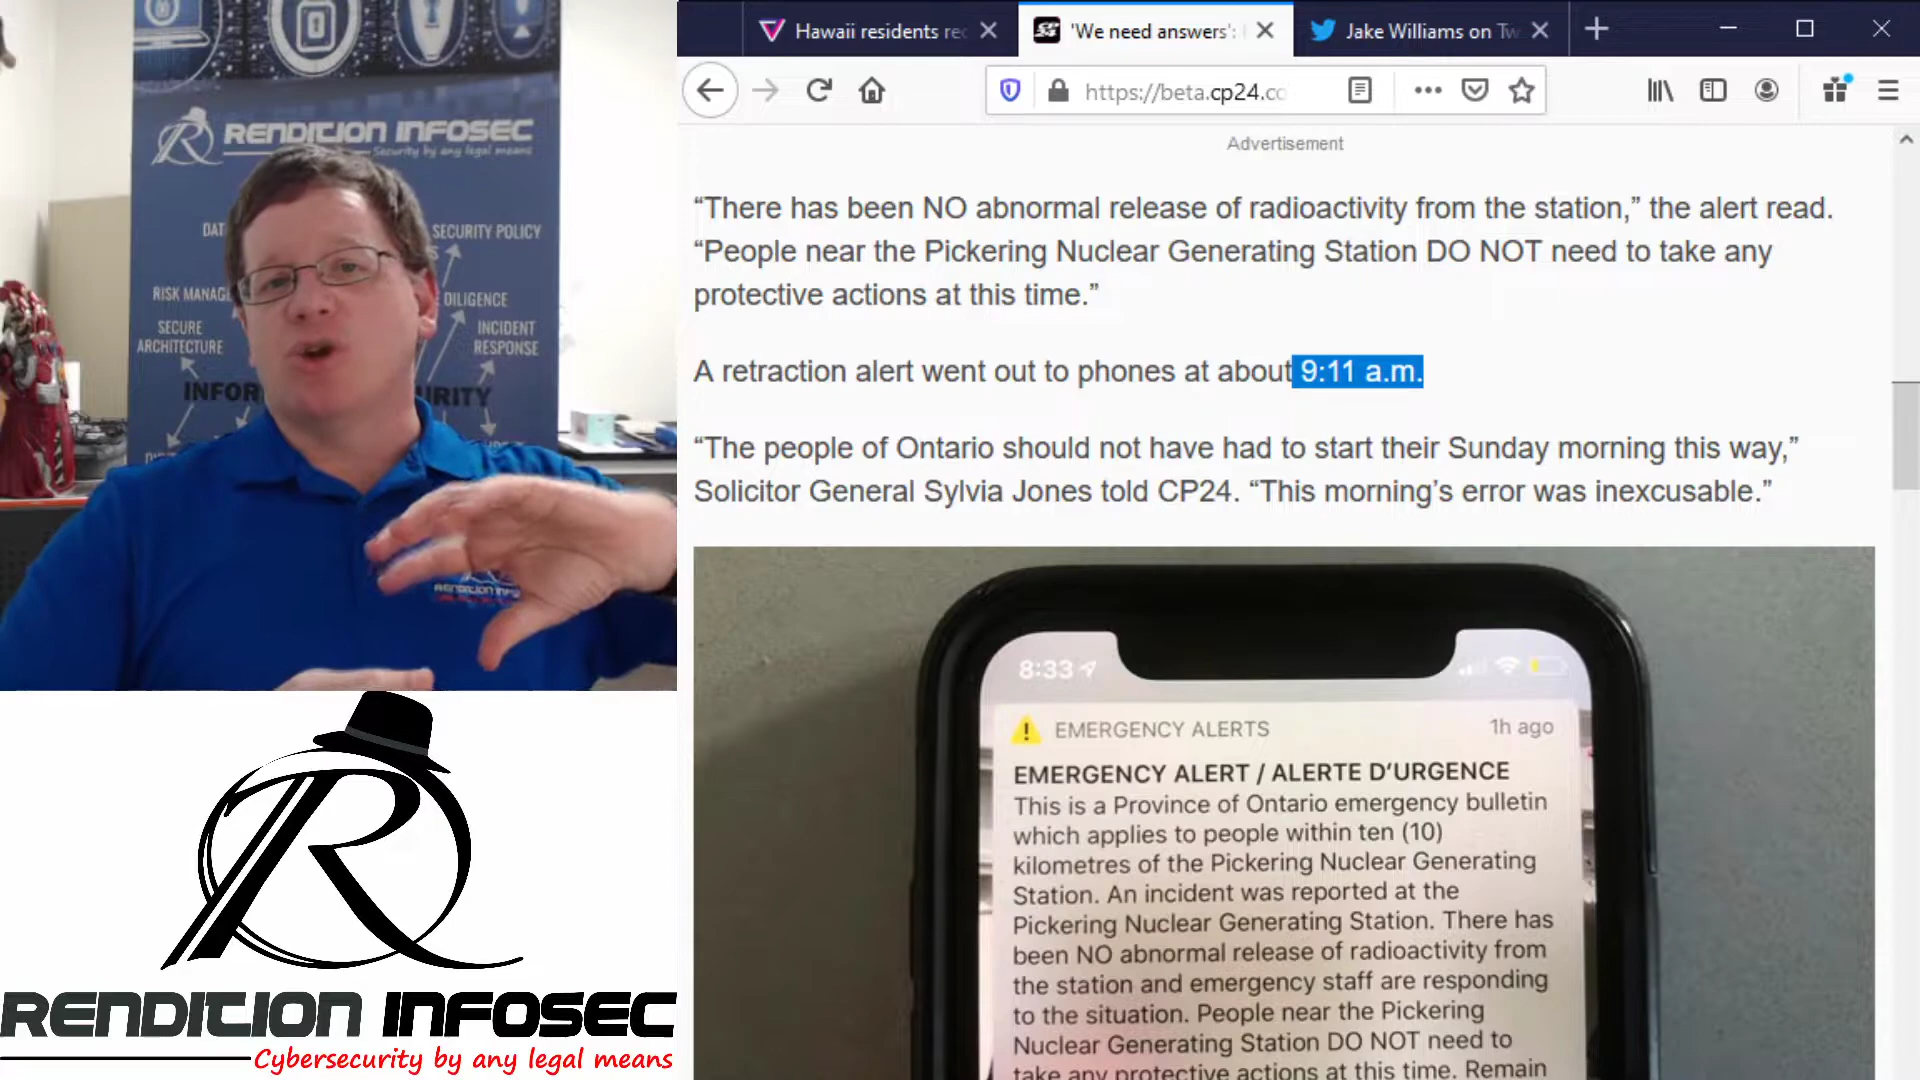 RENDITION INFOSEC
Security by any legal means
SECURITY POLICY
DILIGENCE
SECURE
ARCHITECTURE
INCIDENT
RESPONSE
RENDITION INFOSEC
Cybersecurity by any legal means
Hawaii residents rec
'We need answers':
Jake Williams on Tw
https://beta.cp24.co
Advertisement
“There has been NO abnormal release of radioactivity from the station,” the alert read.
“People near the Pickering Nuclear Generating Station DO NOT need to take any
protective actions at this time.”
A retraction alert went out to phones at about 9:11 a.m.
“The people of Ontario should not have had to start their Sunday morning this way,”
Solicitor General Sylvia Jones told CP24. “This morning’s error was inexcusable.”
8:33
EMERGENCY ALERTS
1h ago
EMERGENCY ALERT / ALERTE D’URGENCE
This is a Province of Ontario emergency bulletin
which applies to people within ten (10)
kilometres of the Pickering Nuclear Generating
Station. An incident was reported at the
Pickering Nuclear Generating Station. There has
been NO abnormal release of radioactivity from
the station and emergency staff are responding
to the situation. People near the Pickering
Nuclear Generating Station DO NOT need to
take any protective actions at this time. Remain